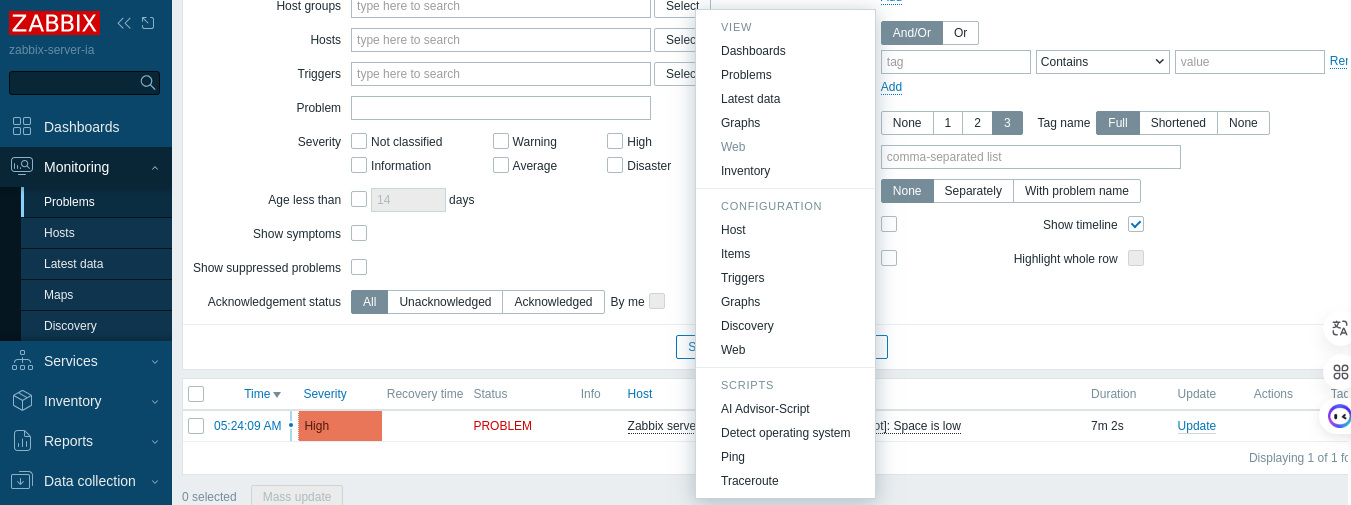 ZABBIX
zabbix-server-ia
Dashboards
Monitoring
Problems
Hosts
Latest data
Maps
Discovery
Services
Inventory
Reports
Data collection
Host groups type here to search Select
Hosts type here to search
Triggers type here to search
Problem
Severity Not classified Warning High
Information Average Disaster
Age less than 14 days
Show symptoms
Show suppressed problems
Acknowledgement status All Unacknowledged Acknowledged By me
VIEW
Dashboards
Problems
Latest data
Graphs
Web
Inventory
CONFIGURATION
Host
Items
Triggers
Graphs
Discovery
Web
SCRIPTS
AI Advisor-Script
Detect operating system
Ping
Traceroute
And/Or Or
tag Contains value
Add
None 1 2 3 Tag name Full Shortened None
comma-separated list
None Separately With problem name
Show timeline
Highlight whole row
Time Severity Recovery time Status Info Host Duration Update Actions
05:24:09 AM High PROBLEM Zabbix serve : Space is low 7m 2s Update
Displaying 1 of 1
0 selected Mass update